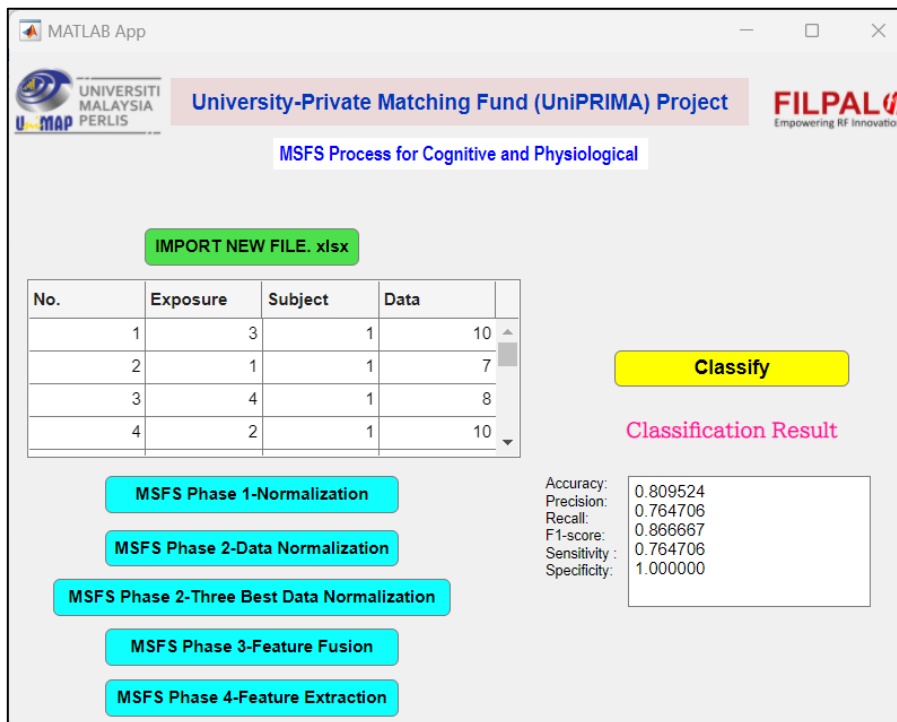 MATLAB App
UNIVERSITI
MALAYSIA
PERLIS
UniMAP
University-Private Matching Fund (UniPRIMA) Project
FILPAL
Empowering RF Innovation
MSFS Process for Cognitive and Physiological
IMPORT NEW FILE. xlsx
No. Exposure Subject Data
1 3 1 10
2 1 1 7
3 4 1 8
4 2 1 10
Classify
Classification Result
MSFS Phase 1-Normalization
MSFS Phase 2-Data Normalization
MSFS Phase 2-Three Best Data Normalization
MSFS Phase 3-Feature Fusion
MSFS Phase 4-Feature Extraction
Accuracy: 0.809524
Precision: 0.764706
Recall: 0.866667
F1-score: 0.764706
Sensitivity : 1.000000
Specificity: